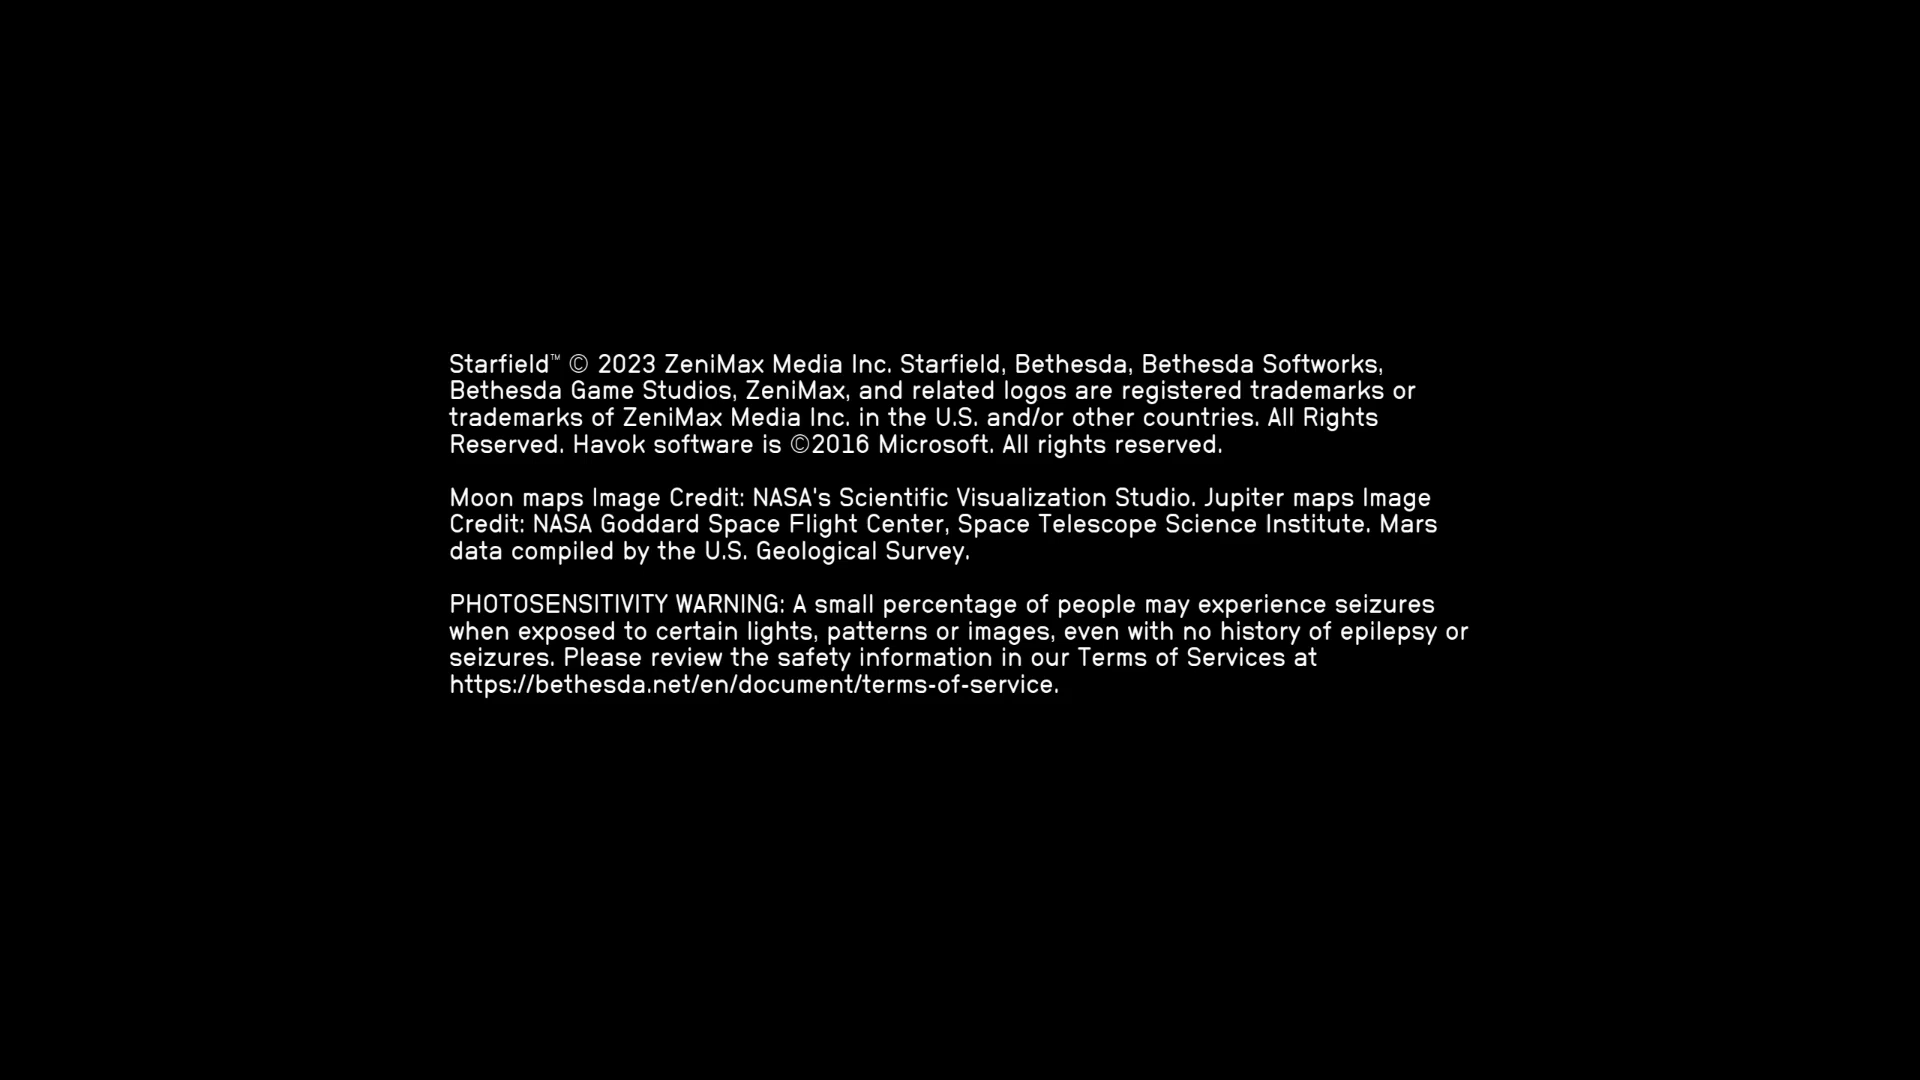 Starfield™ © 2023 ZeniMax Media Inc. Starfield, Bethesda, Bethesda Softworks,
Bethesda Game Studios, ZeniMax, and related logos are registered trademarks or
trademarks of ZeniMax Media Inc. in the U.S. and/or other countries. All Rights
Reserved. Havok software is ©2016 Microsoft. All rights reserved.
Moon maps Image Credit: NASA's Scientific Visualization Studio. Jupiter maps Image
Credit: NASA Goddard Space Flight Center, Space Telescope Science Institute. Mars
data compiled by the U.S. Geological Survey.
PHOTOSENSITIVITY WARNING: A small percentage of people may experience seizures
when exposed to certain lights, patterns or images, even with no history of epilepsy or
seizures. Please review the safety information in our Terms of Services at
https://bethesda.net/en/document/terms-of-service.